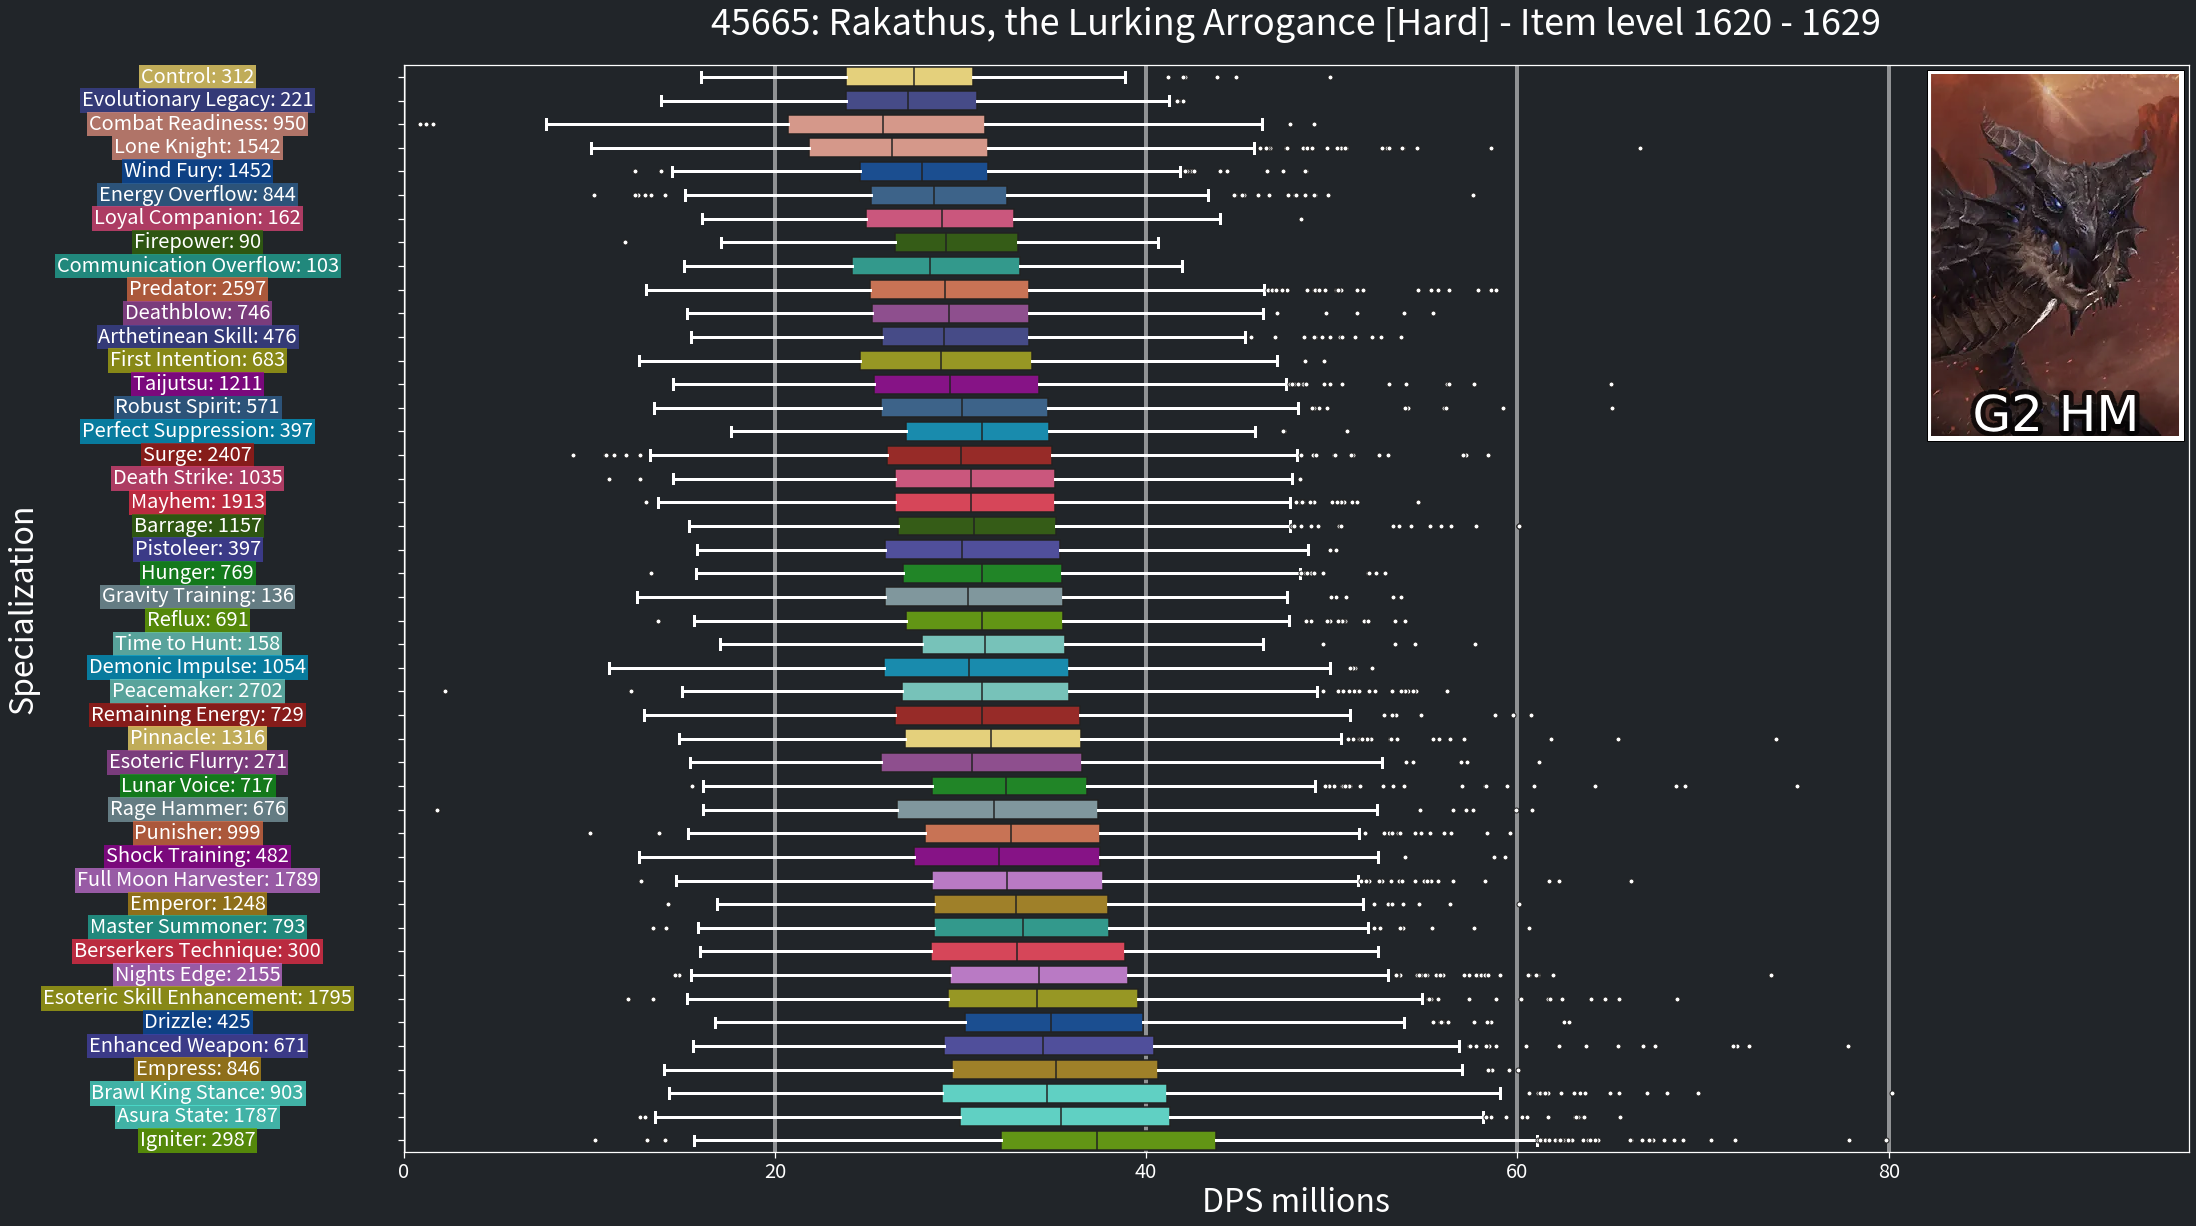 45665: Rakathus, the Lurking Arrogance [Hard] - Item level 1620 - 1629
Control: 312
Evolutionary Legacy: 221
Combat Readiness: 950
Lone Knight: 1542
Wind Fury: 1452
Energy Overflow: 844
Loyal Companion: 162
Firepower: 90
Communication Overflow: 103
Predator: 2597
Deathblow: 746
Arthetinean Skill: 476
First Intention: 683
Taijutsu: 1211
Robust Spirit: 571
Perfect Suppression: 397
Surge: 2407
Death Strike: 1035
Mayhem: 1913
Barrage: 1157
Pistoleer: 397
Hunger: 769
Gravity Training: 136
Reflux: 691
Time to Hunt: 158
Demonic Impulse: 1054
Peacemaker: 2702
Remaining Energy: 729
Pinnacle: 1316
Esoteric Flurry: 271
Lunar Voice: 717
Rage Hammer: 676
Punisher: 999
Shock Training: 482
Full Moon Harvester: 1789
Emperor: 1248
Master Summoner: 793
Berserkers Technique: 300
Nights Edge: 2155
Esoteric Skill Enhancement: 1795
Drizzle: 425
Enhanced Weapon: 671
Empress: 846
Brawl King Stance: 903
Asura State: 1787
Igniter: 2987
Specialization
G2 HM
0
20
40
60
80
DPS millions